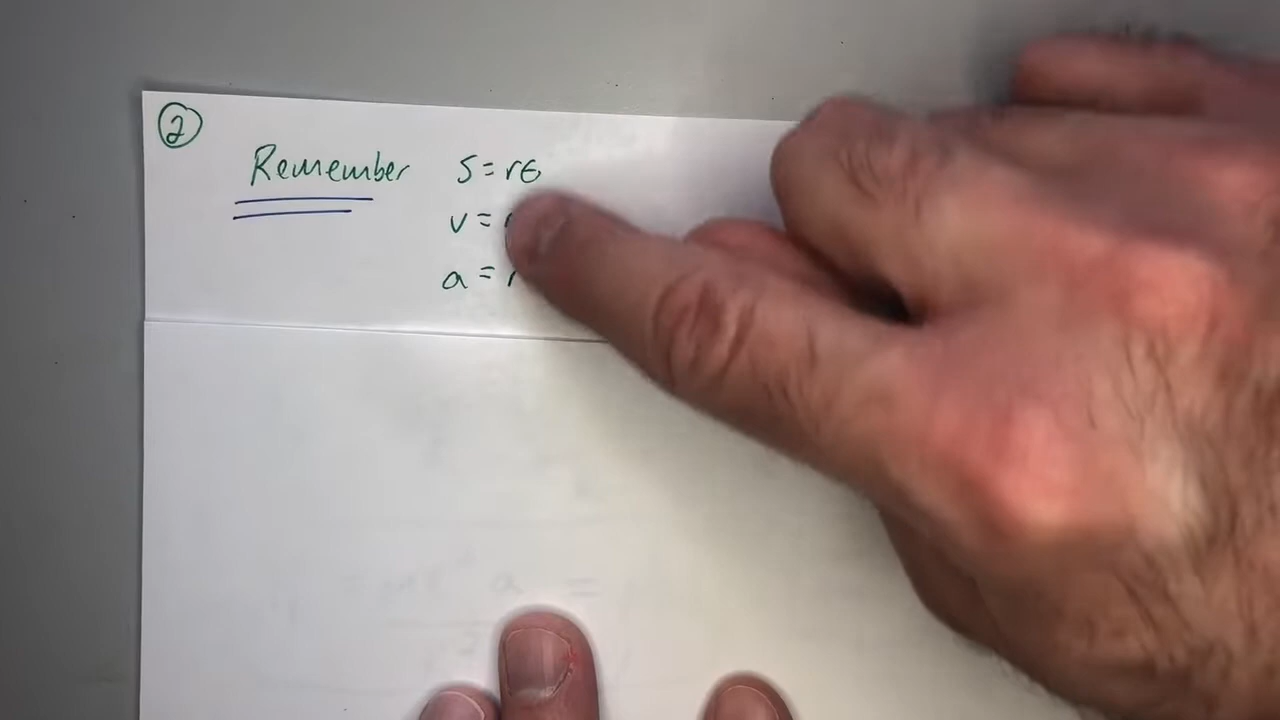 ②
Remember s=rθ
v=
a=